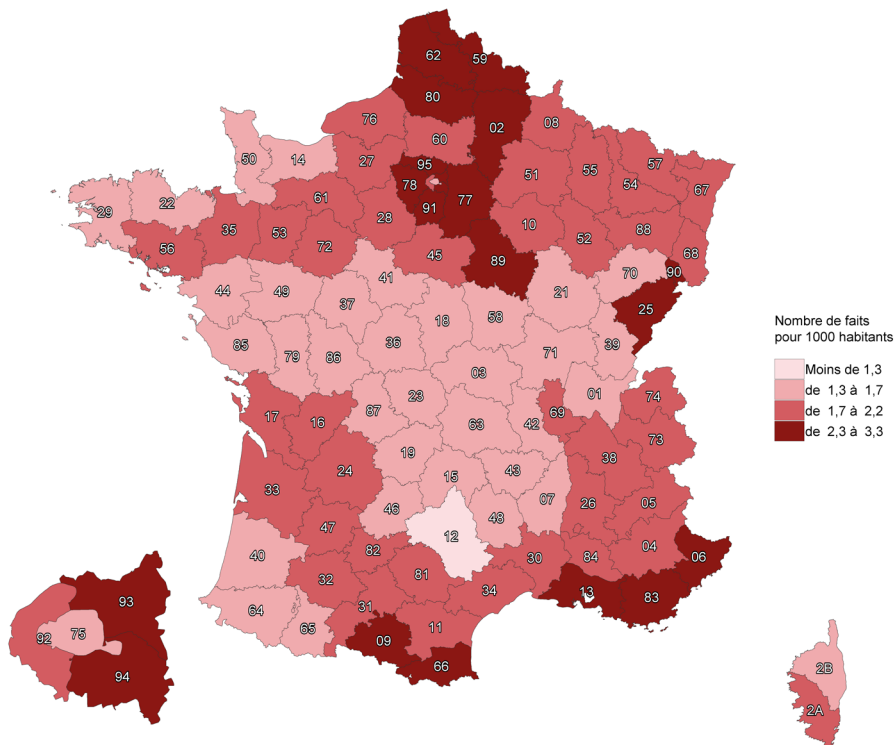 62 59
80
76 02 08
60
50 14 27 95 57
51 55
78 54 67
77
29 22 61 91
28 10 88
56 35 53 72 52 68
45 89
41 70 90
44 49 37 21 25
18 58
85 36 71 39
79 86
03 01
23 74
87 69
17 16 63 42
19 38 73
24
15 43
33 07 05
46 48 26
47 12
40 82 30 84 04 06
32 81
34 13 83
64 31
65 11
09
66
Nombre de faits
pour 1000 habitants
Moins de 1,3
de 1,3 à 1,7
de 1,7 à 2,2
de 2,3 à 3,3
93
92 75
94
2B
2A